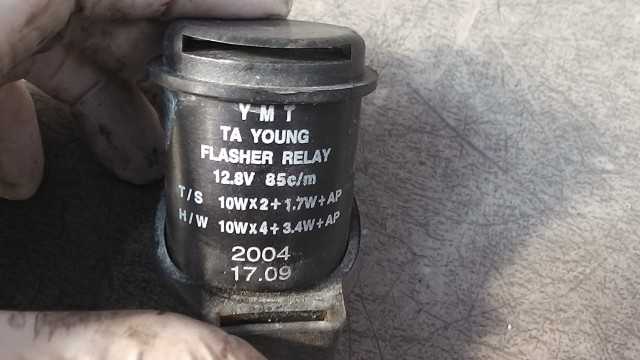 Y M T
TA YOUNG
FLASHER RELAY
12.8V 85c/m
T/S 10W×2+1.7W+AP
H/W 10W×4+3.4W+AP
2004
17.09